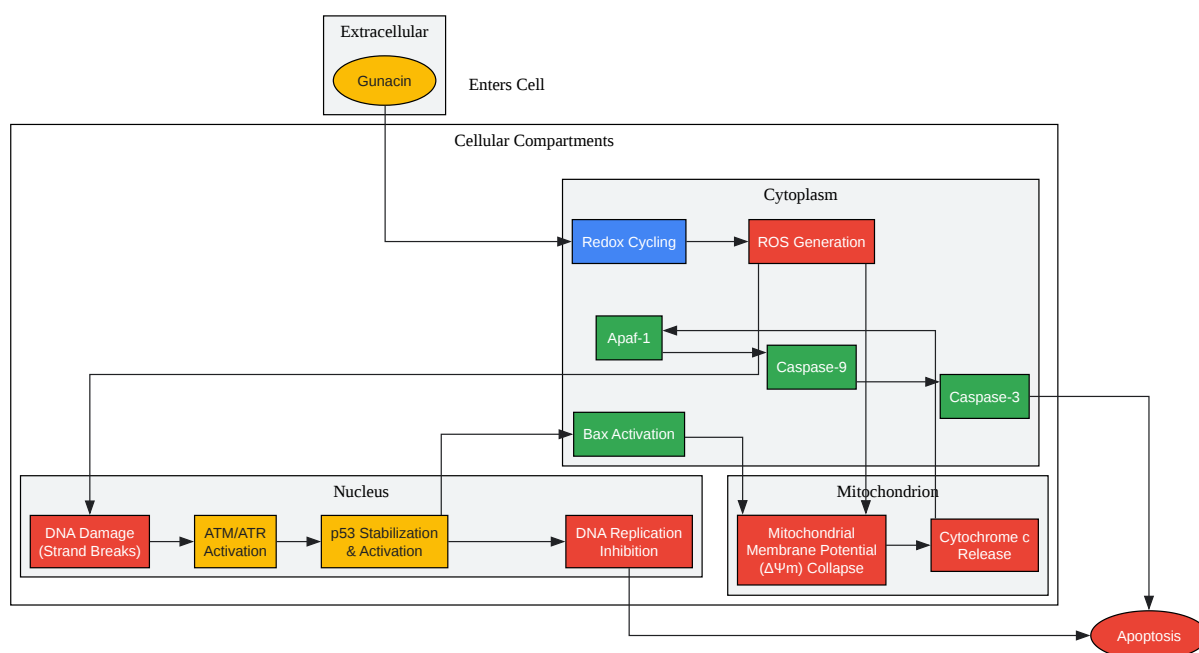 Extracellular
Gunacin
Enters Cell
Cellular Compartments
Cytoplasm
Redox Cycling
ROS Generation
Apaf-1
Caspase-9
Caspase-3
Bax Activation
Nucleus
DNA Damage
(Strand Breaks)
ATM/ATR
Activation
p53 Stabilization
& Activation
DNA Replication
Inhibition
Mitochondrion
Mitochondrial
Membrane Potential
(ΔΨm) Collapse
Cytochrome c
Release
Apoptosis